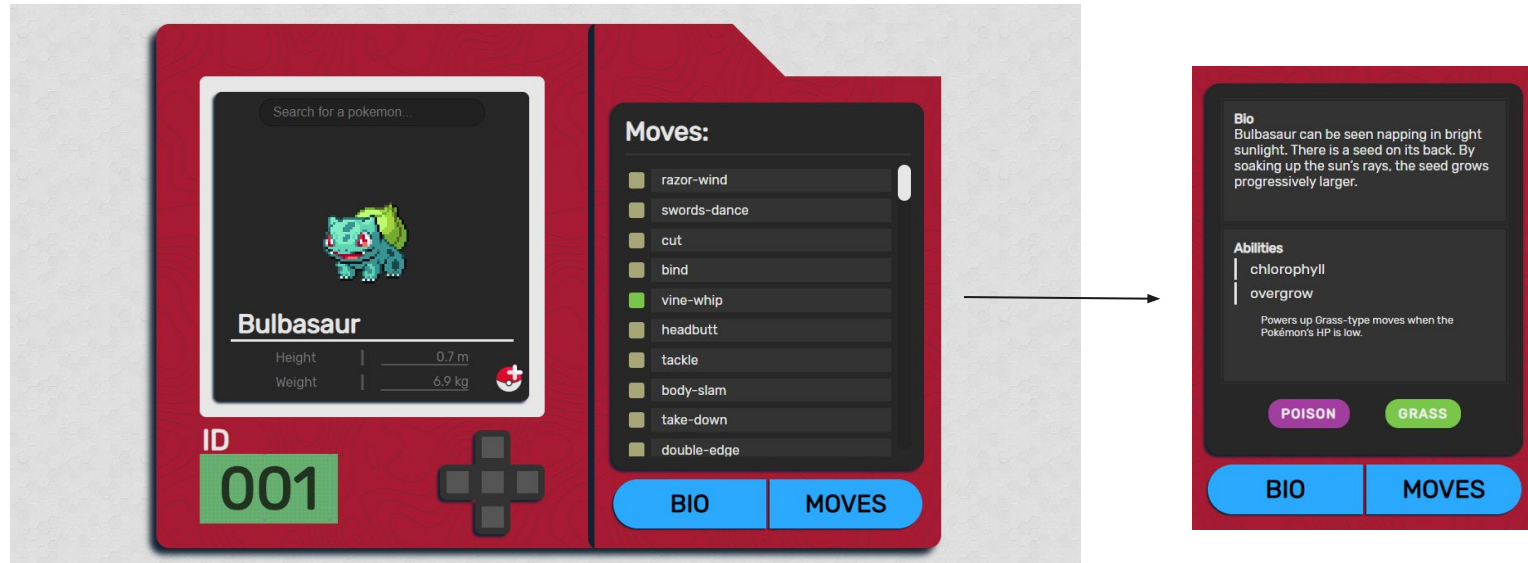 Search for a pokemon...
Bulbasaur
Height 0.7 m
Weight 6.9 kg
ID
001
Moves:
razor-wind
swords-dance
cut
bind
vine-whip
headbutt
tackle
body-slam
take-down
double-edge
BIO MOVES
Bio
Bulbasaur can be seen napping in bright
sunlight. There is a seed on its back. By
soaking up the sun's rays, the seed grows
progressively larger.
Abilities
chlorophyll
overgrow
Powers up Grass-type moves when the
Pokémon's HP is low.
POISON GRASS
BIO MOVES